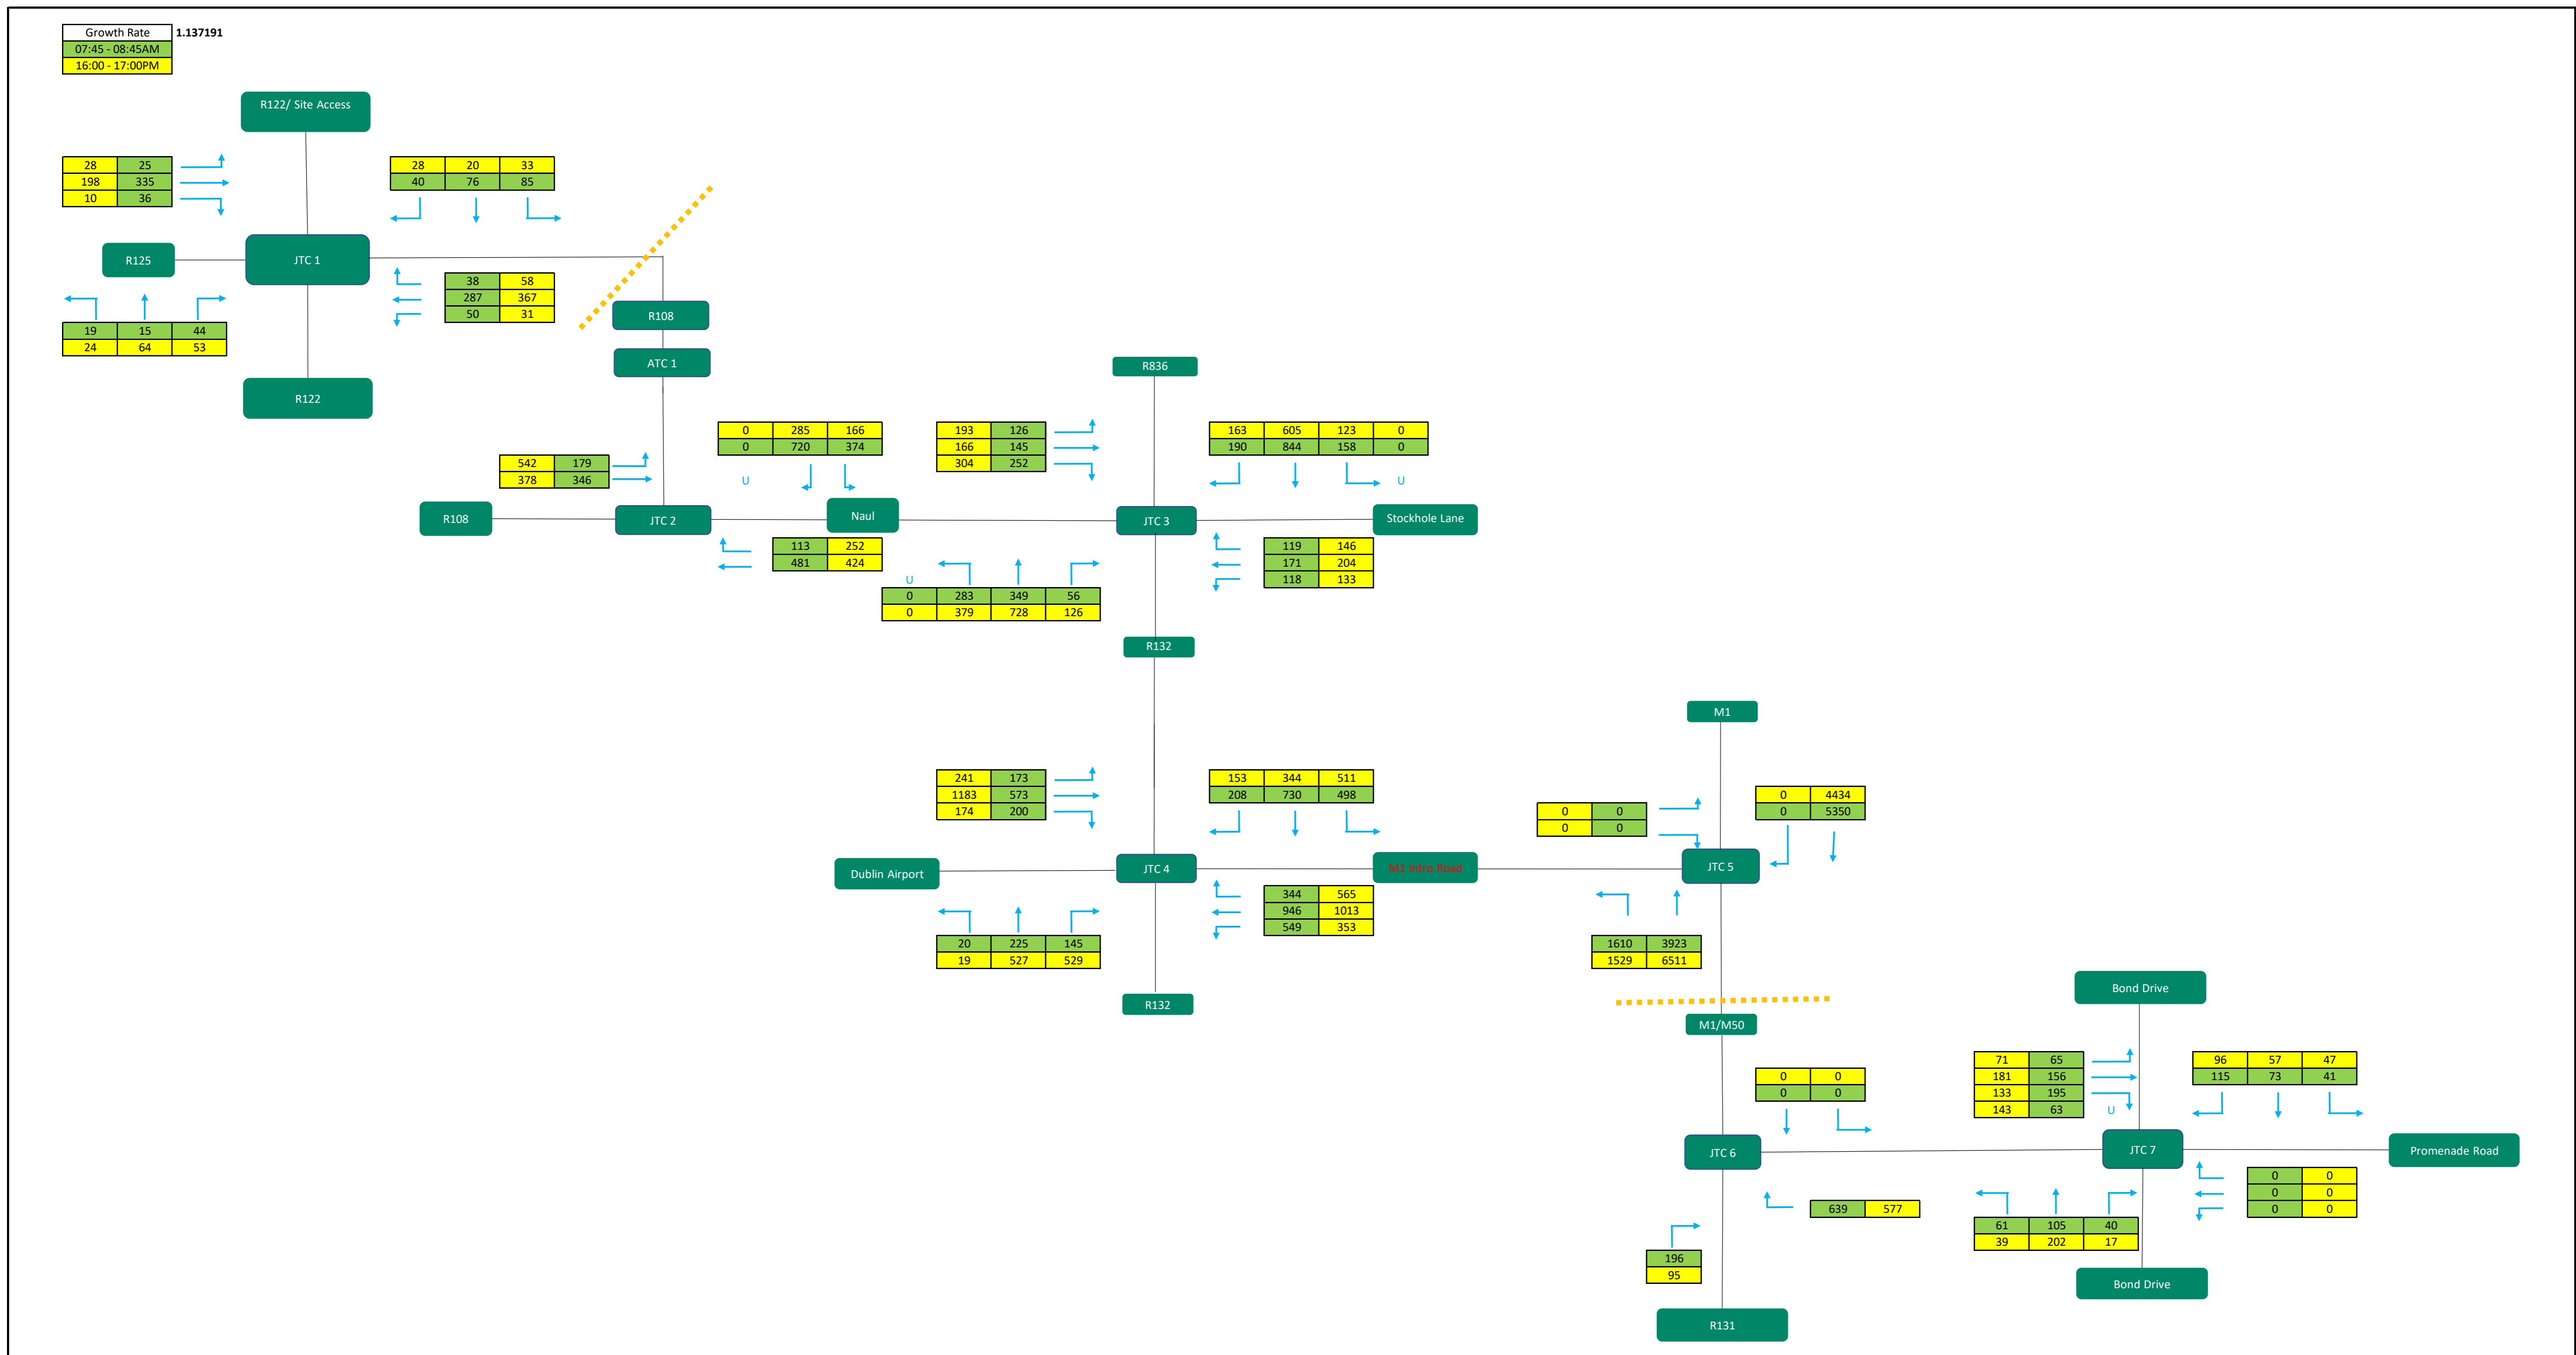 Growth Rate 1.137191
07:45 - 08:45AM
16:00 - 17:00PM
R122/ Site Access
28 25
198 335
10 36
28 20 33
40 76 85
R125
JTC 1
38 58
287 367
50 31
19 15 44
24 64 53
R122
R108
ATC 1
542 179
378 346
0 285 166
0 720 374
U
R108
JTC 2
Naul
113 252
481 424
R836
193 126
166 145
304 252
163 605 123 0
190 844 158 0
U
JTC 3
Stockhole Lane
119 146
171 204
118 133
U
0 283 349 56
0 379 728 126
R132
241 173
1183 573
174 200
153 344 511
208 730 498
Dublin Airport
JTC 4
M1 Intro Road
344 565
946 1013
549 353
20 225 145
19 527 529
R132
M1
0 0
0 0
0 4434
0 5350
JTC 5
1610 3923
1529 6511
M1/M50
0 0
0 0
JTC 6
639 577
196
95
R131
Bond Drive
71 65
181 156
133 195
143 63
U
96 57 47
115 73 41
JTC 7
Promenade Road
0 0
0 0
0 0
61 105 40
39 202 17
Bond Drive